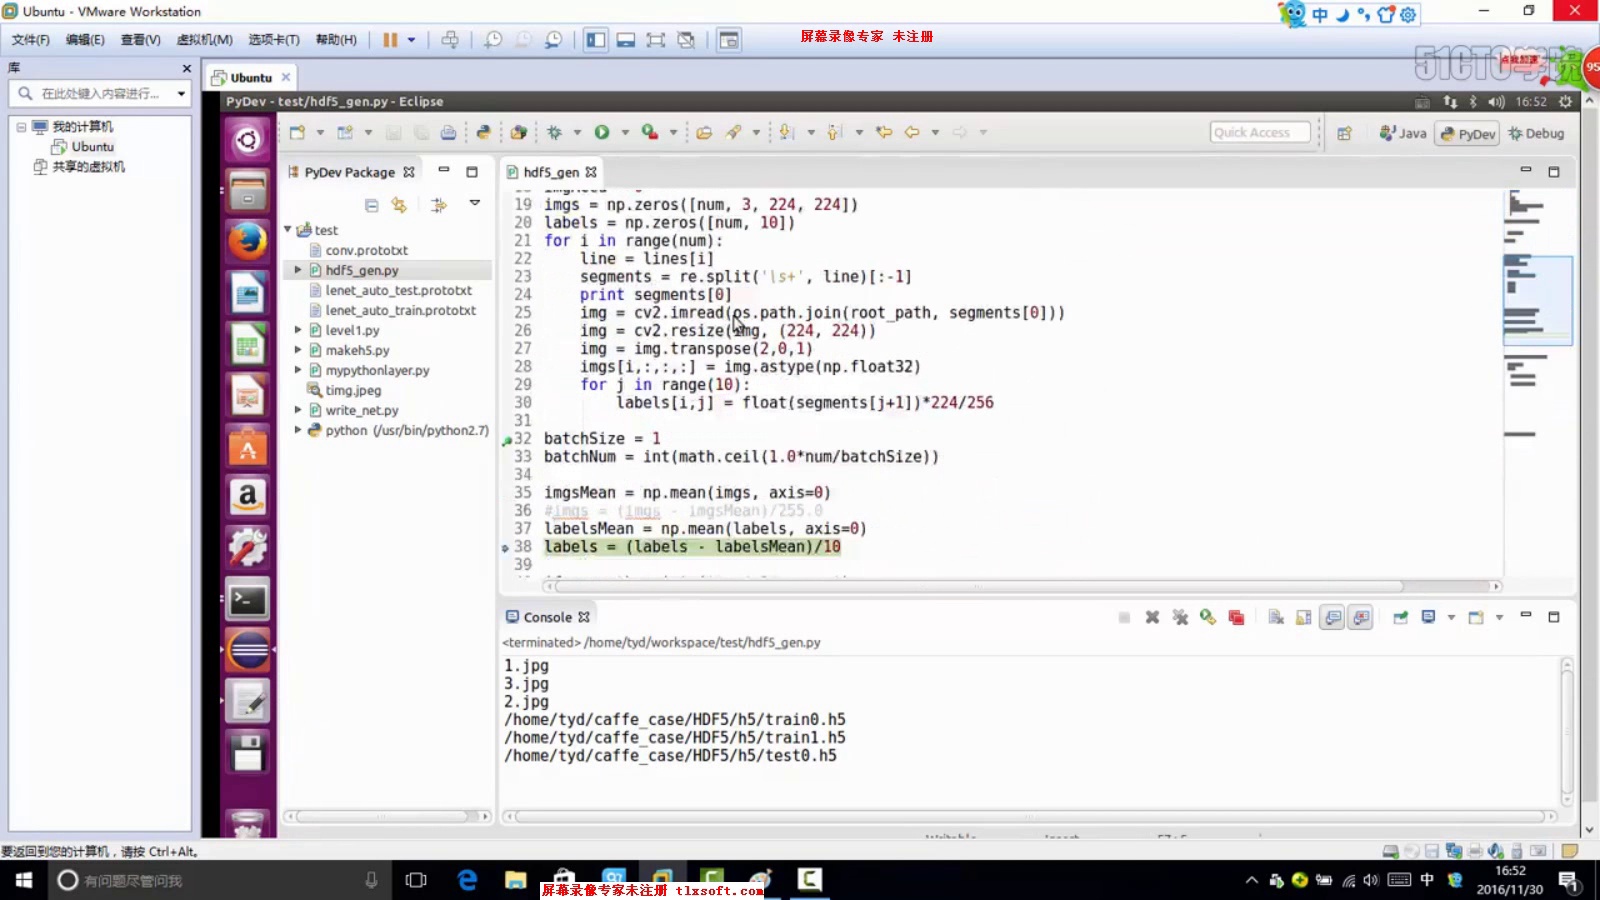 Ubuntu - VMware Workstation
中
文件(F) 编辑(E) 查看(V) 虚拟机(M) 选项卡(T) 帮助(H)
屏幕录像专家 未注册
51CTO学院
点我加速
95
库
在此处键入内容进行...
我的计算机
Ubuntu
共享的虚拟机
Ubuntu
PyDev - test/hdf5_gen.py - Eclipse
16:52
Quick Access
Java
PyDev
Debug
PyDev Package
test
conv.prototxt
hdf5_gen.py
lenet_auto_test.prototxt
lenet_auto_train.prototxt
level1.py
makeh5.py
mypythonlayer.py
timg.jpeg
write_net.py
python (/usr/bin/python2.7)
hdf5_gen
19 imgs = np.zeros([num, 3, 224, 224])
20 labels = np.zeros([num, 10])
21 for i in range(num):
22 line = lines[i]
23 segments = re.split('\s+', line)[:-1]
24 print segments[0]
25 img = cv2.imread(os.path.join(root_path, segments[0]))
26 img = cv2.resize(img, (224, 224))
27 img = img.transpose(2,0,1)
28 imgs[i,:,:,:] = img.astype(np.float32)
29 for j in range(10):
30 labels[i,j] = float(segments[j+1])*224/256
31
32 batchSize = 1
33 batchNum = int(math.ceil(1.0*num/batchSize))
34
35 imgsMean = np.mean(imgs, axis=0)
36 #imgs = (imgs - imgsMean)/255.0
37 labelsMean = np.mean(labels, axis=0)
38 labels = (labels - labelsMean)/10
39
Console
<terminated> /home/tyd/workspace/test/hdf5_gen.py
1.jpg
3.jpg
2.jpg
/home/tyd/caffe_case/HDF5/h5/train0.h5
/home/tyd/caffe_case/HDF5/h5/train1.h5
/home/tyd/caffe_case/HDF5/h5/test0.h5
要返回到您的计算机，请按 Ctrl+Alt。
有问题尽管问我
屏幕录像专家未注册 tlxsoft.com
中
16:52
2016/11/30
1